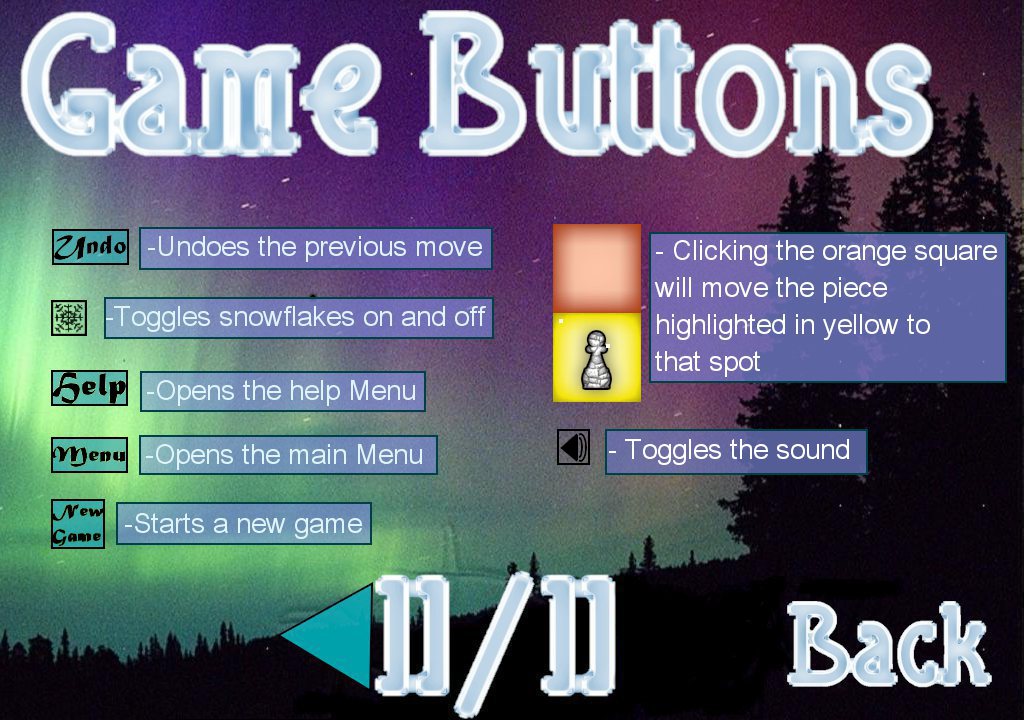 Game Buttons
Undo
-Undoes the previous move
-Toggles snowflakes on and off
Help
-Opens the help Menu
Menu
-Opens the main Menu
New
Game
-Starts a new game
- Clicking the orange square
will move the piece
highlighted in yellow to
that spot
- Toggles the sound
11/11
Back